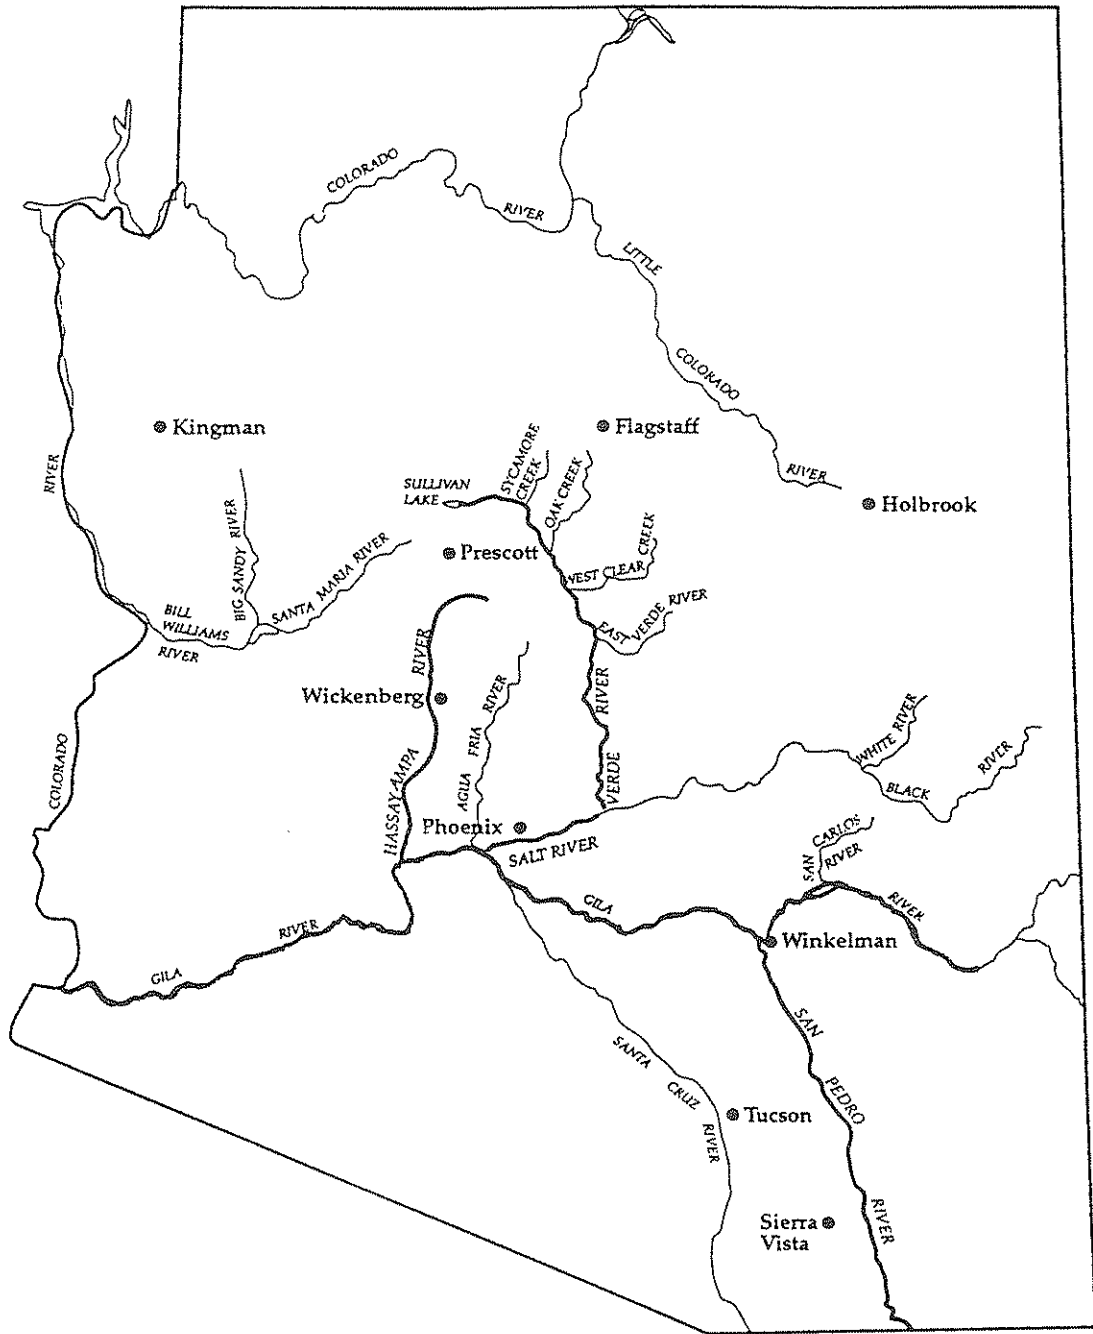 COLORADO
RIVER
LITTLE
COLORADO
RIVER
Kingman
Flagstaff
Holbrook
RIVER
SULLIVAN
LAKE
SYCAMORE
CREEK
OAK CREEK
Prescott
WEST CLEAR CREEK
BIG SANDY RIVER
SANTA MARIA RIVER
BILL
WILLIAMS
RIVER
EAST VERDE RIVER
RIVER
Wickenberg
RIVER
VERDE
AGUA FRIA RIVER
HASSAYAMPA
COLORADO
WHITE RIVER
BLACK
RIVER
Phoenix
SALT RIVER
SAN CARLOS
RIVER
GILA
RIVER
Winkelman
RIVER
GILA
SAN
PEDRO
RIVER
SANTA
CRUZ
RIVER
Tucson
Sierra
Vista